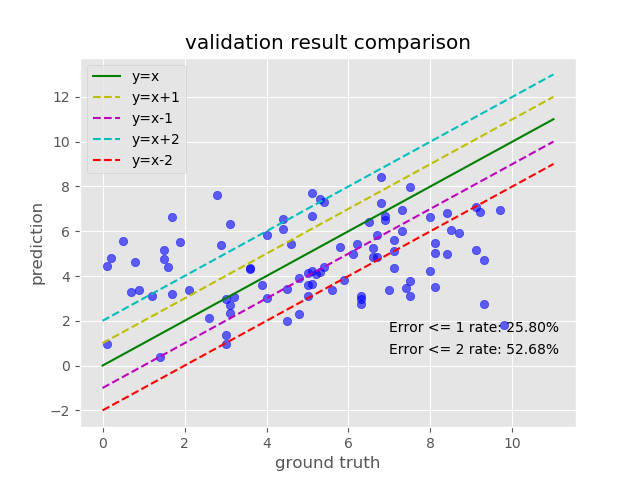 validation result comparison
y=x
y=x+1
y=x-1
y=x+2
y=x-2
12
10
8
6
4
2
0
−2
prediction
Error <= 1 rate: 25.80%
Error <= 2 rate: 52.68%
0 2 4 6 8 10
ground truth